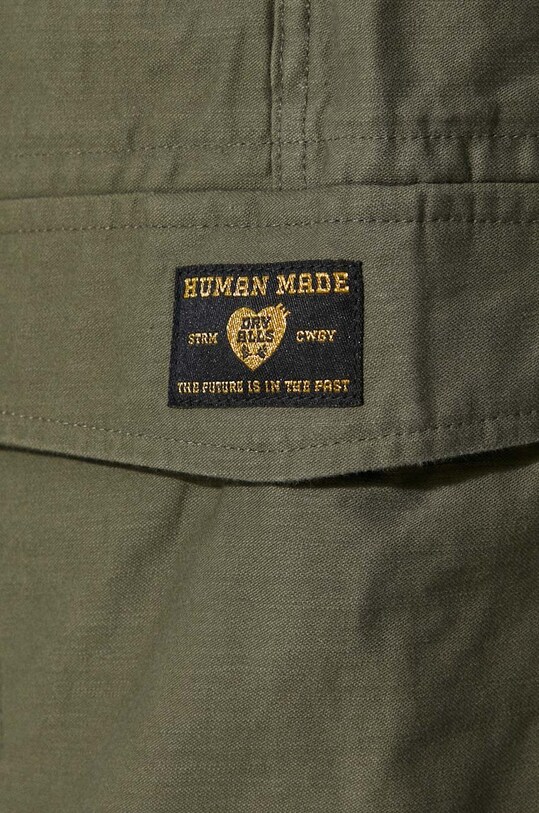 HUMAN MADE
STRM DRY CWBY
ALLS
THE FUTURE IS IN THE PAST